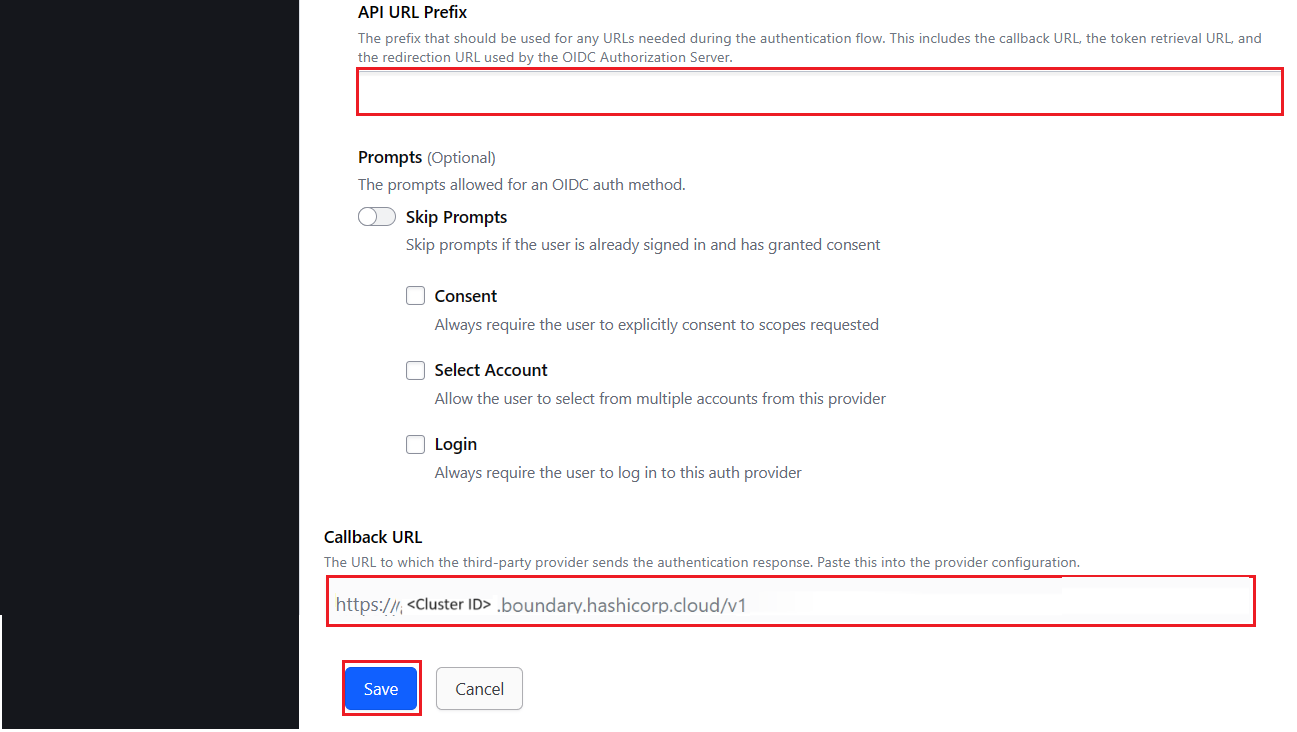 API URL Prefix
The prefix that should be used for any URLs needed during the authentication flow. This includes the callback URL, the token retrieval URL, and
the redirection URL used by the OIDC Authorization Server.
Prompts (Optional)
The prompts allowed for an OIDC auth method.
Skip Prompts
Skip prompts if the user is already signed in and has granted consent
Consent
Always require the user to explicitly consent to scopes requested
Select Account
Allow the user to select from multiple accounts from this provider
Login
Always require the user to log in to this auth provider
Callback URL
The URL to which the third-party provider sends the authentication response. Paste this into the provider configuration.
https:// <Cluster ID> .boundary.hashicorp.cloud/v1
Save Cancel